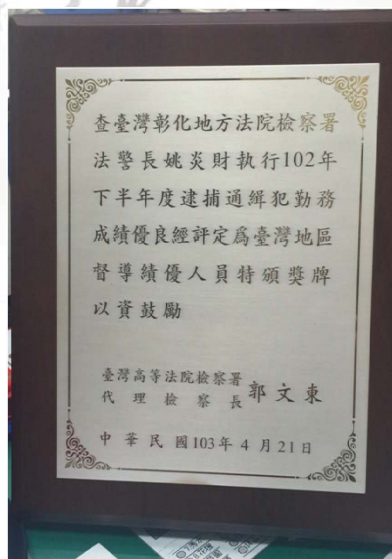 查臺灣彰化地方法院檢察署
法警長姚炎財執行102年
下半年度逮捕通緝犯勤務
成績優良經評定爲臺灣地區
督導績優人員特頒獎牌
以資鼓勵
臺灣高等法院檢察署
代理檢察長 郭文東
中華民國103年4月21日